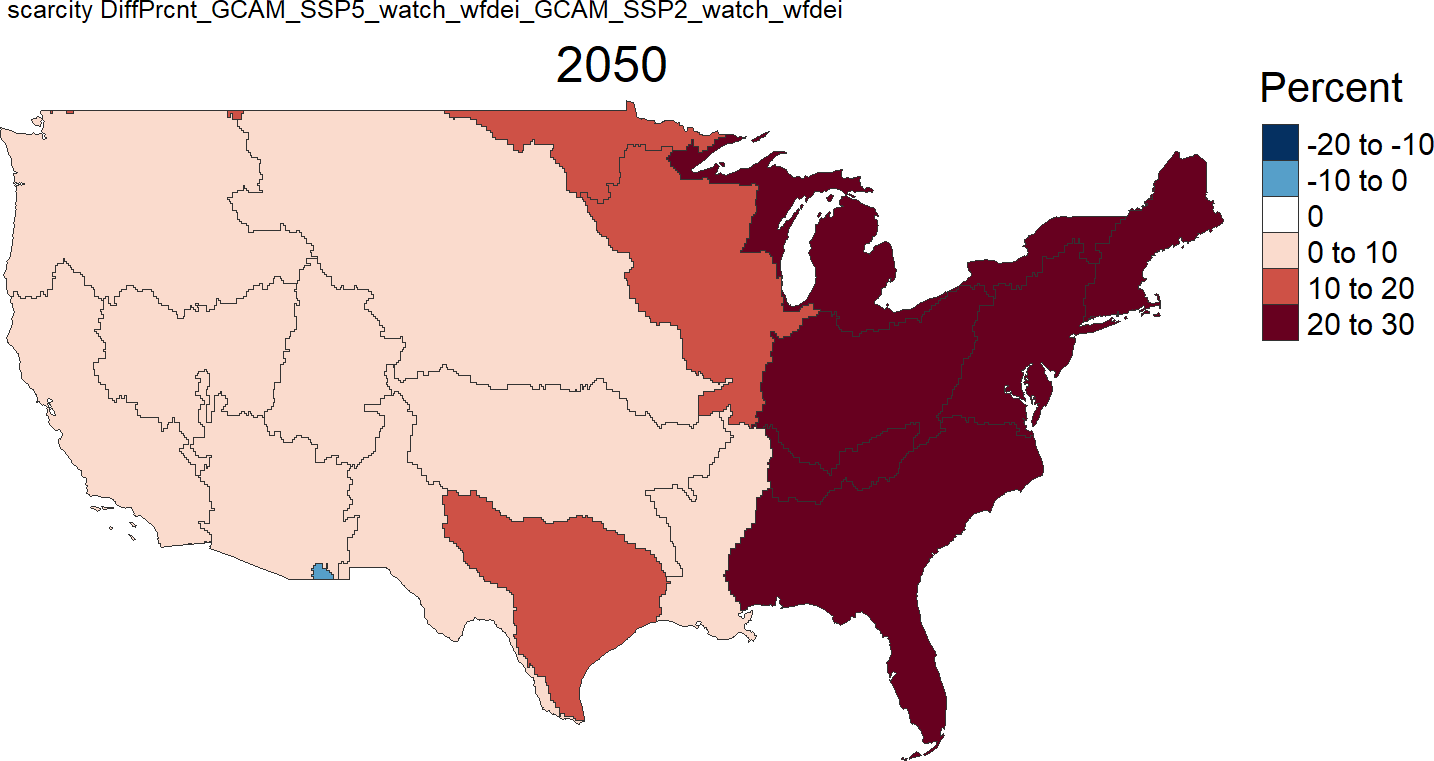 scarcity DiffPrcnt_GCAM_SSP5_watch_wfdei_GCAM_SSP2_watch_wfdei
2050
Percent
-20 to -10
-10 to 0
0
0 to 10
10 to 20
20 to 30